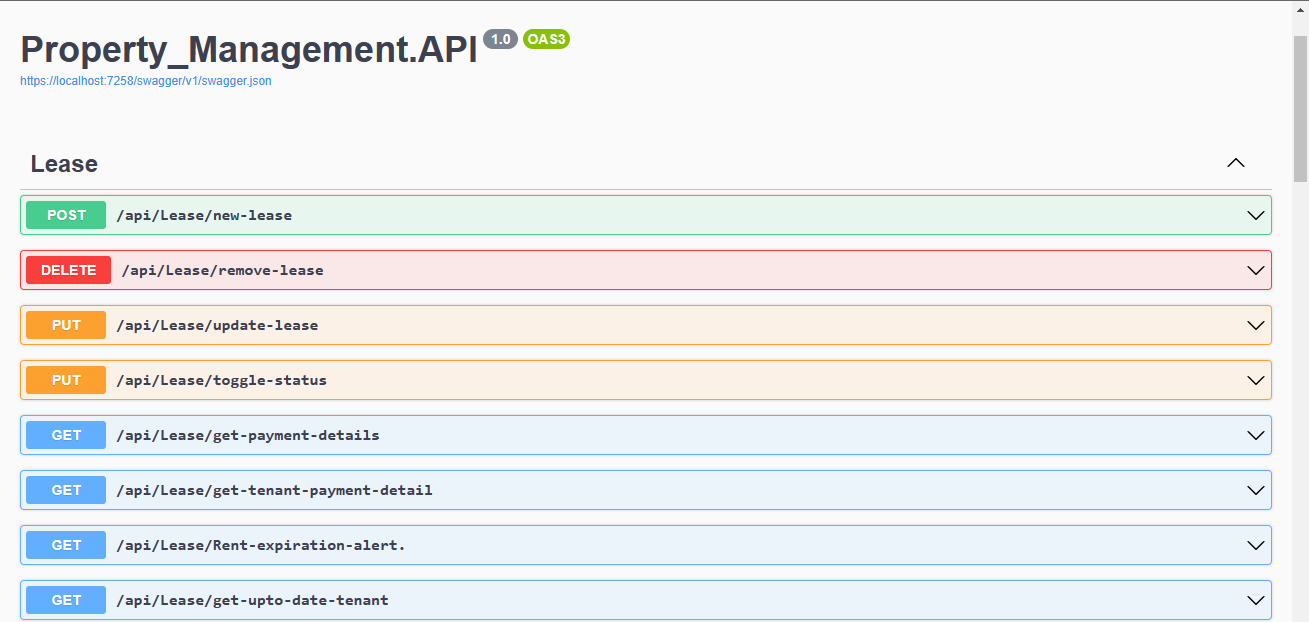 Property_Management.API 1.0 OAS3
https://localhost:7258/swagger/v1/swagger.json
Lease
POST /api/Lease/new-lease
DELETE /api/Lease/remove-lease
PUT /api/Lease/update-lease
PUT /api/Lease/toggle-status
GET /api/Lease/get-payment-details
GET /api/Lease/get-tenant-payment-detail
GET /api/Lease/Rent-expiration-alert.
GET /api/Lease/get-upto-date-tenant